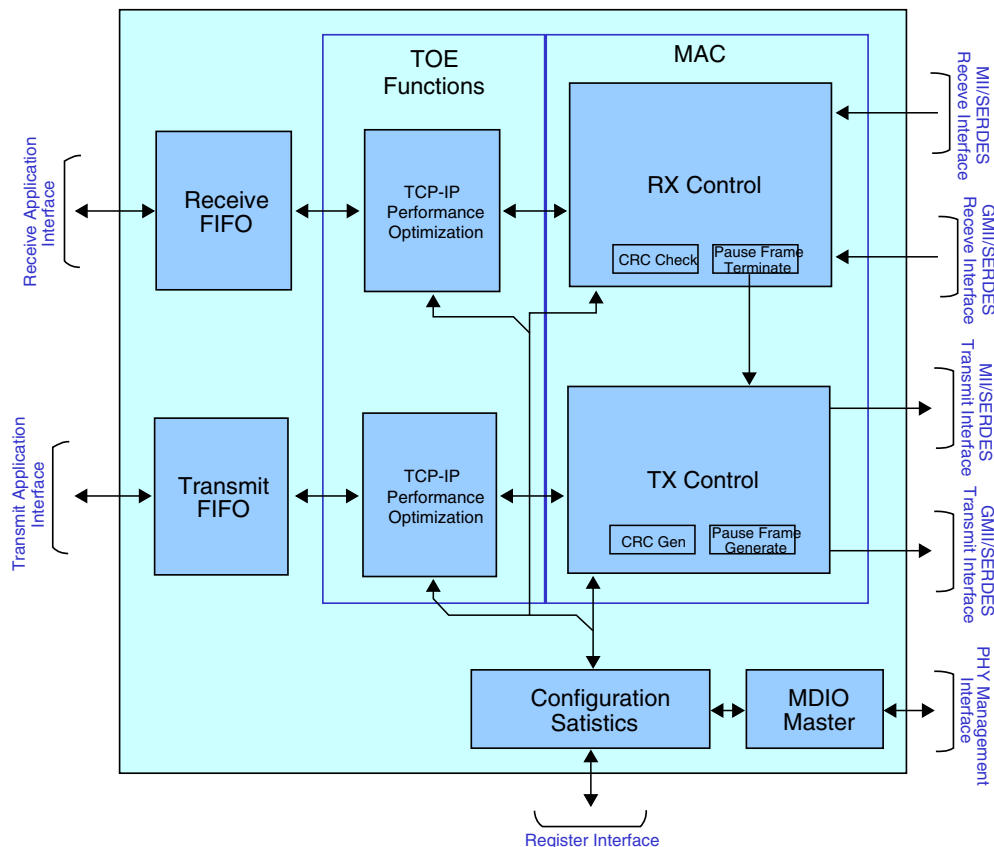 TOE
Functions
MAC
MII/SERDES
Receve Interface
Receive Application
Interface
Receive
FIFO
TCP-IP
Performance
Optimization
RX Control
CRC Check
Pause Frame
Terminate
GMII/SERDES
Receve Interface
MII/SERDES
Transmit Interface
Transmit Application
Interface
Transmit
FIFO
TCP-IP
Performance
Optimization
TX Control
CRC Gen
Pause Frame
Generate
GMII/SERDES
Transmit Interface
Configuration
Satistics
MDIO
Master
PHY Management
Interface
Register Interface